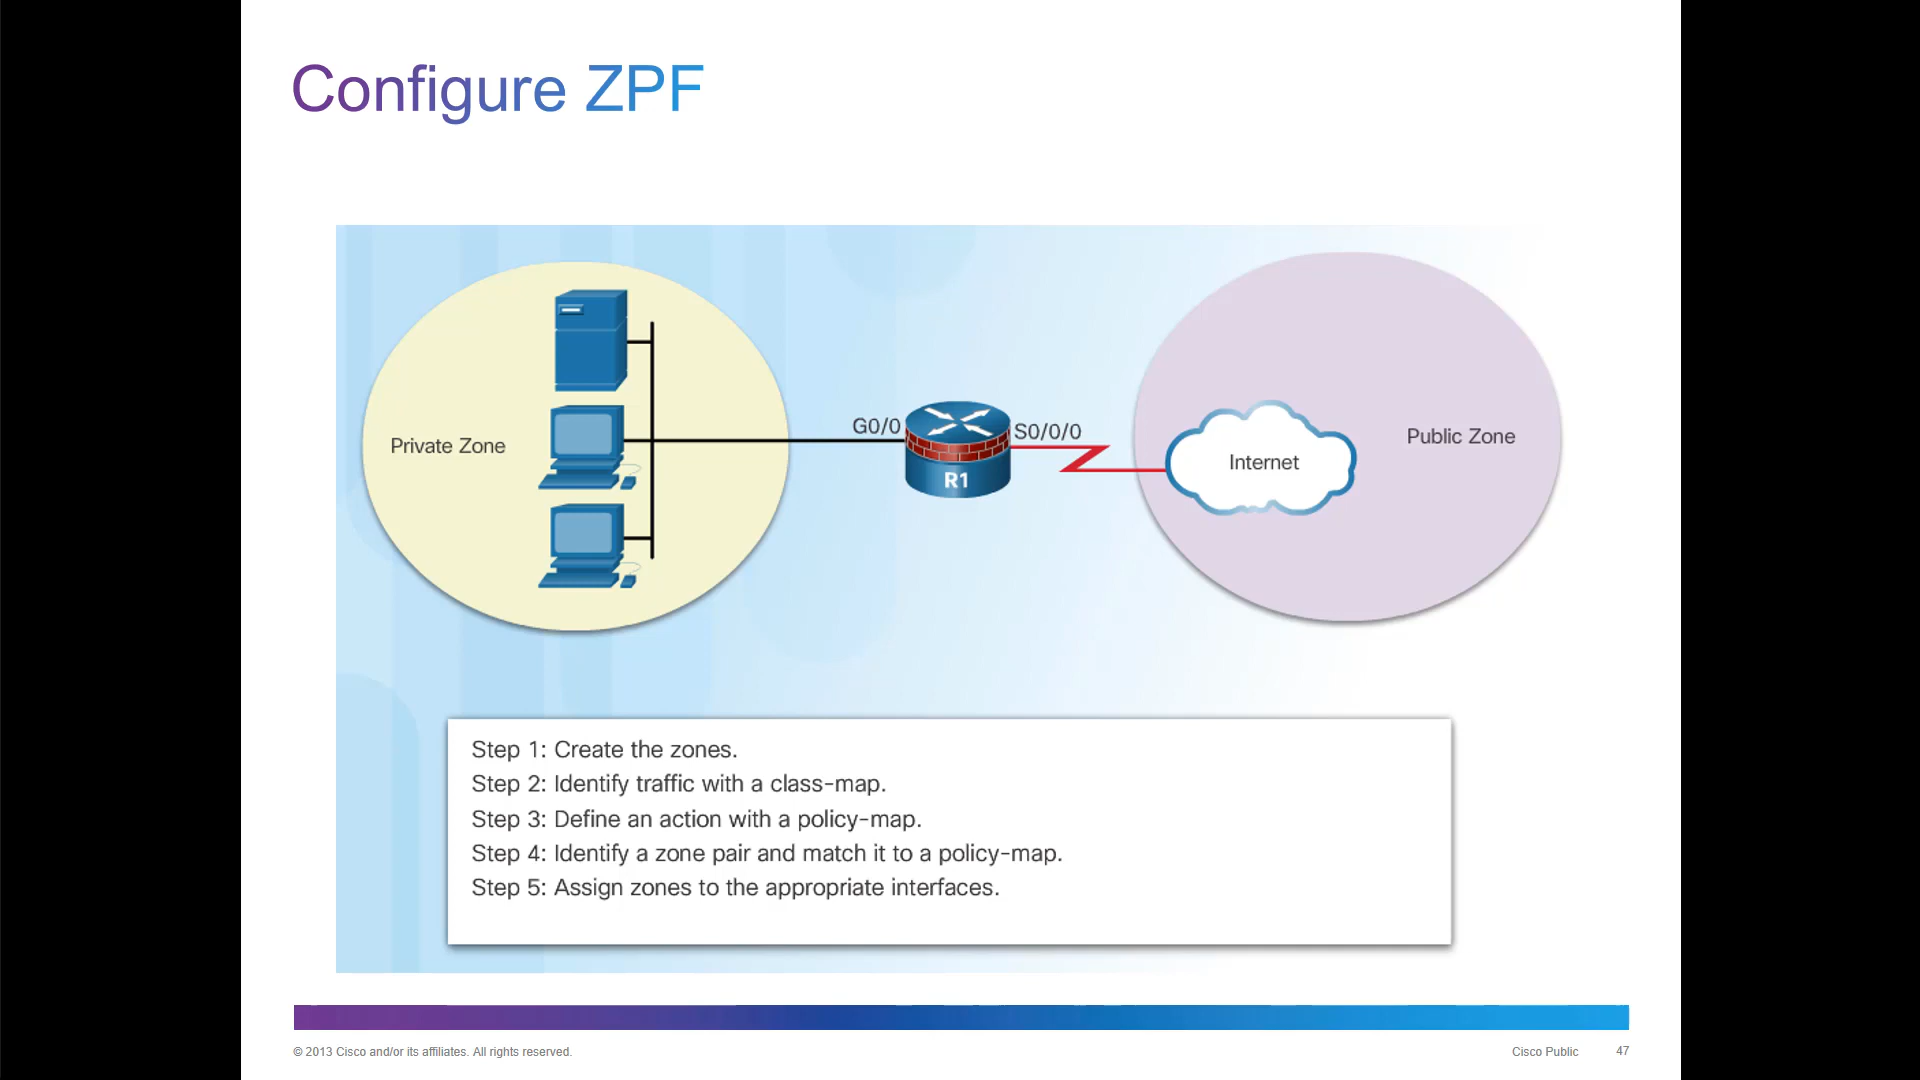 Configure ZPF
Private Zone
G0/0
R1
S0/0/0
Internet
Public Zone
Step 1: Create the zones.
Step 2: Identify traffic with a class-map.
Step 3: Define an action with a policy-map.
Step 4: Identify a zone pair and match it to a policy-map.
Step 5: Assign zones to the appropriate interfaces.
© 2013 Cisco and/or its affiliates. All rights reserved.
Cisco Public
47